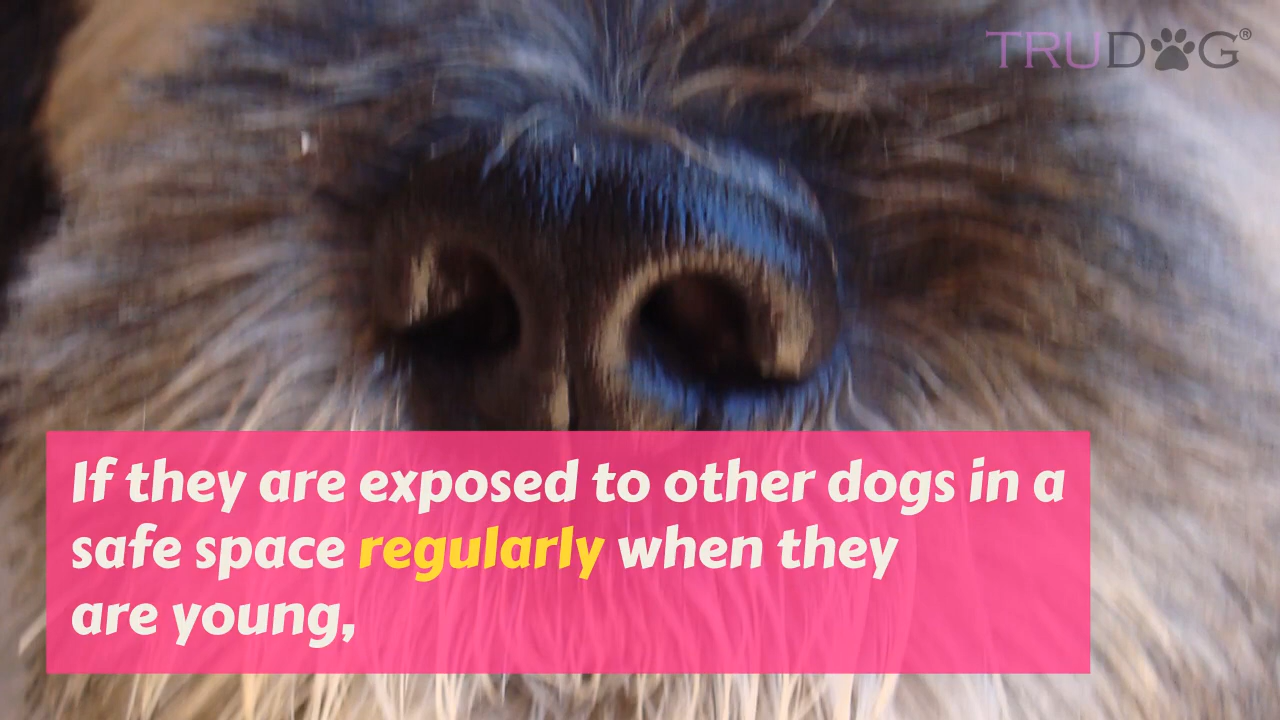 TRUDOG®
If they are exposed to other dogs in a
safe space regularly when they
are young,